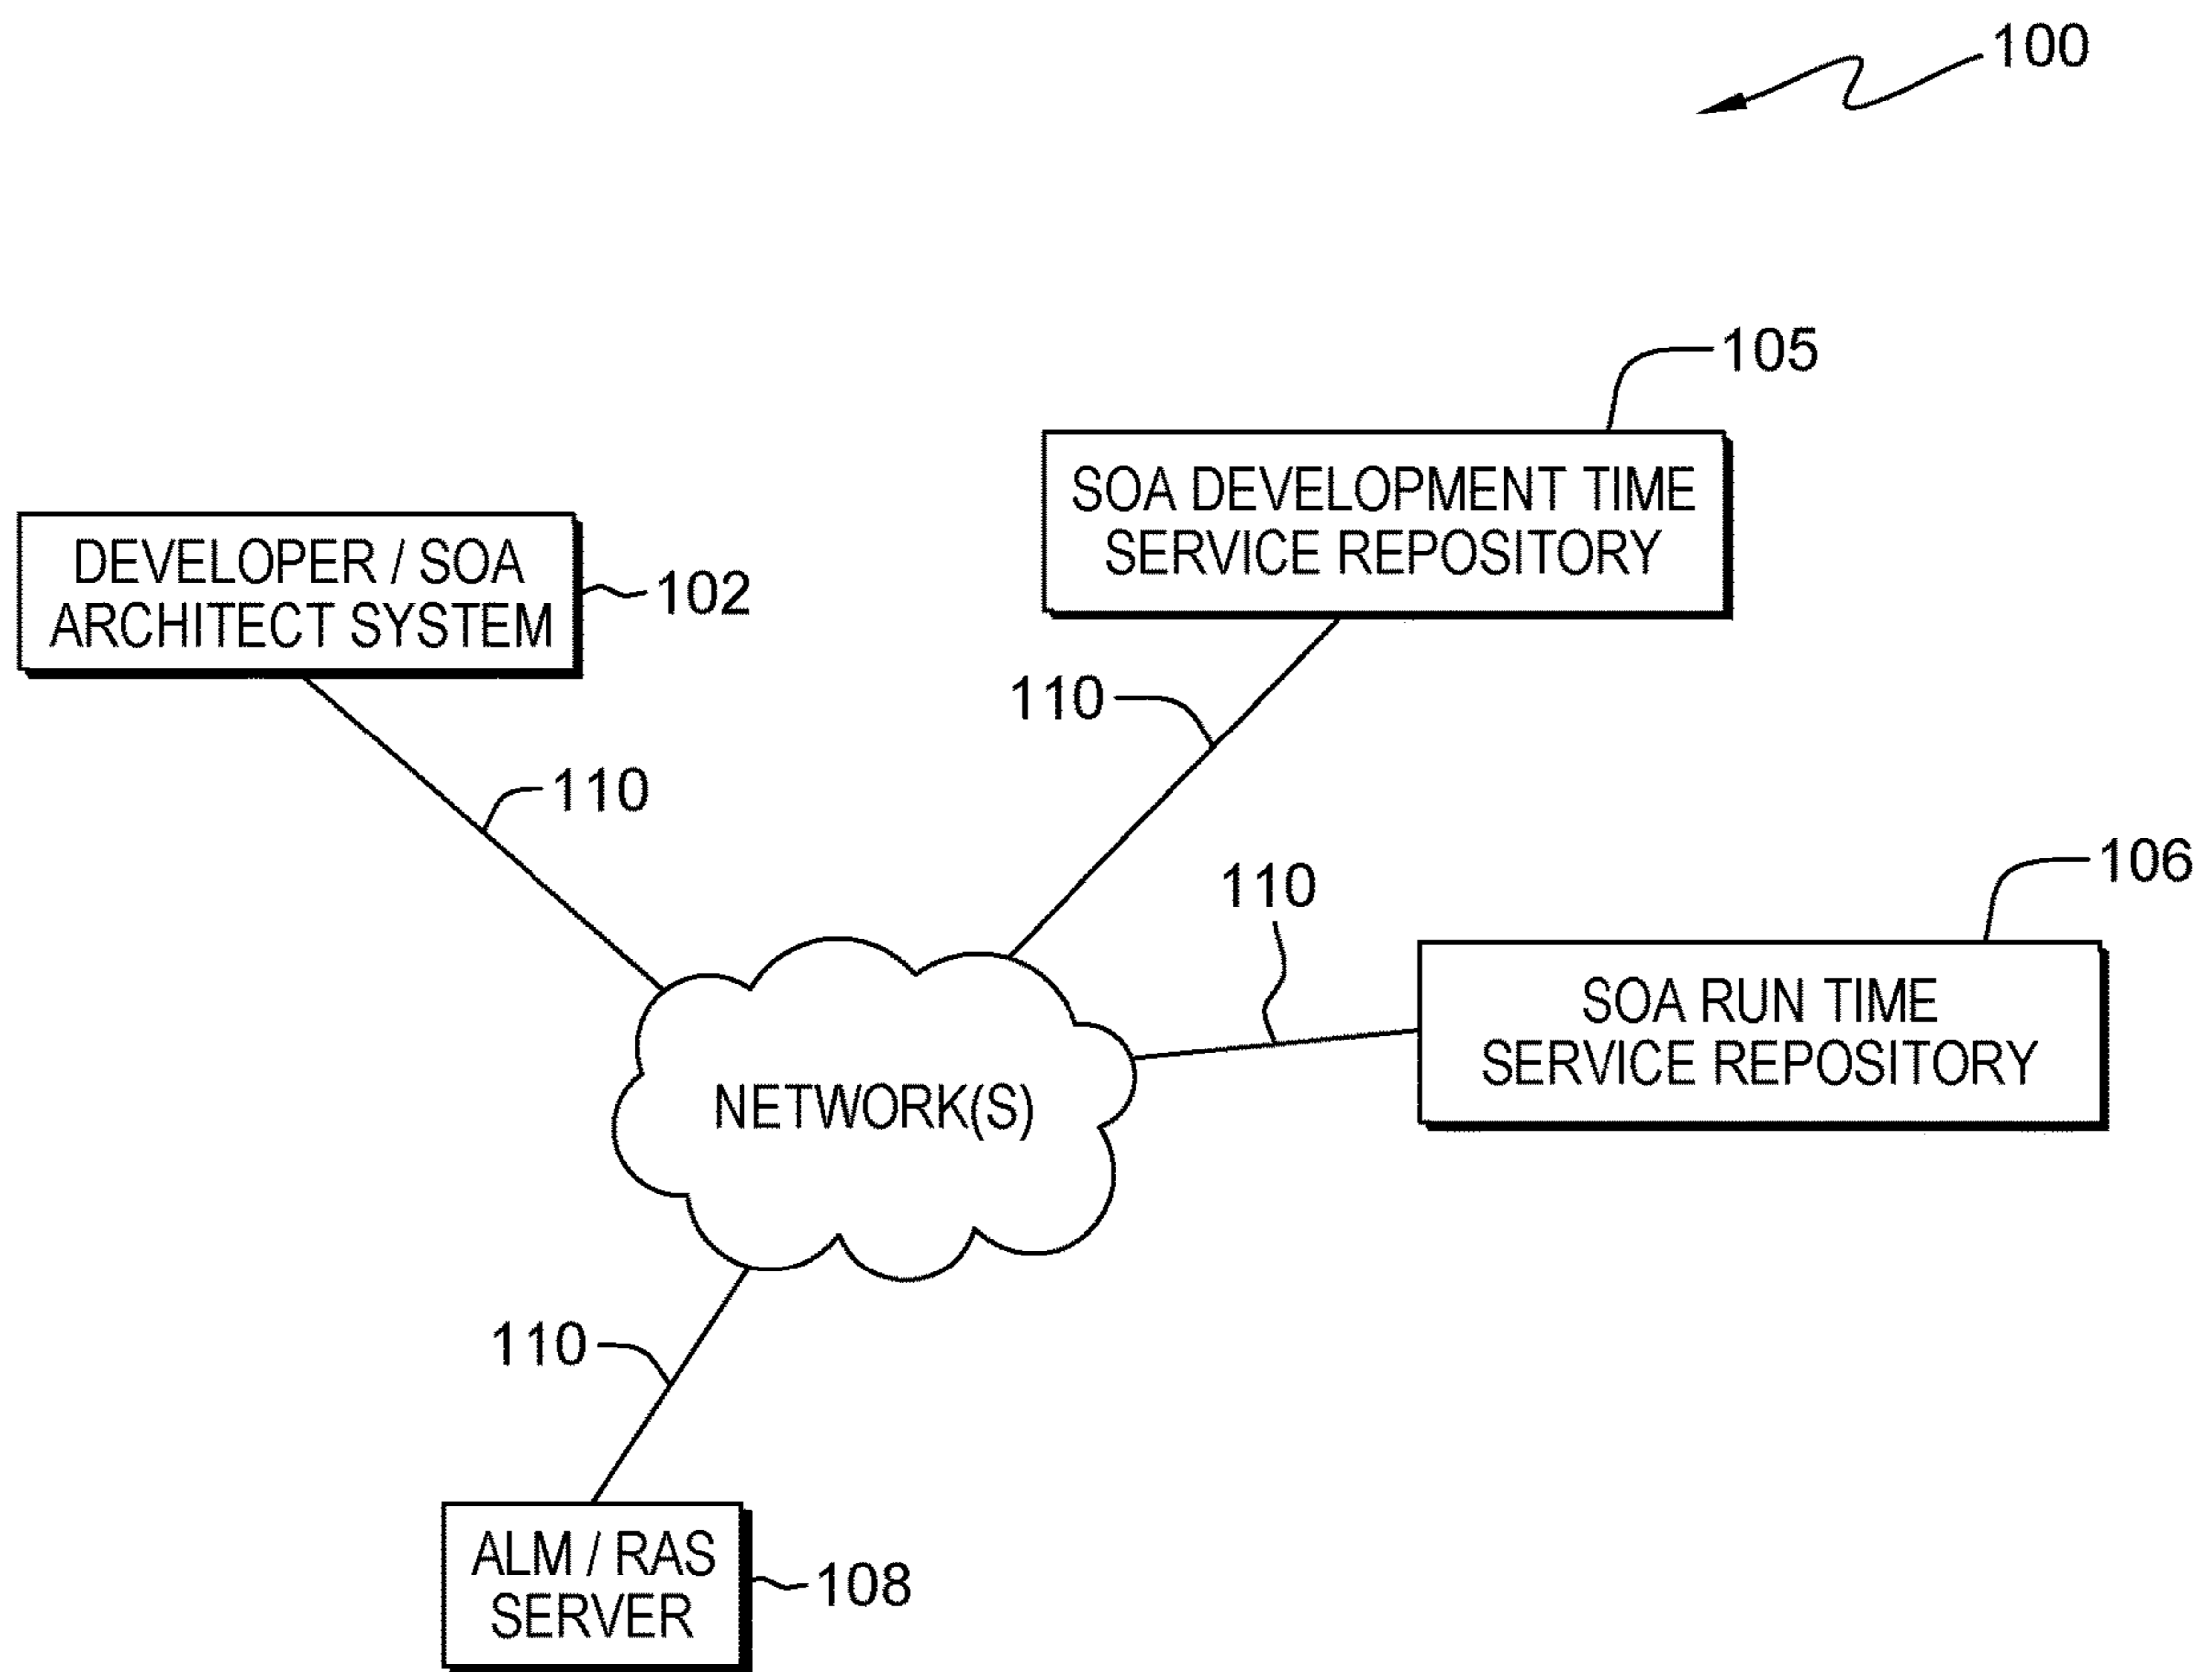 100
105
SOA DEVELOPMENT TIME
SERVICE REPOSITORY
DEVELOPER / SOA
ARCHITECT SYSTEM
102
110
110
106
110
SOA RUN TIME
SERVICE REPOSITORY
NETWORK(S)
110
ALM / RAS
SERVER
108